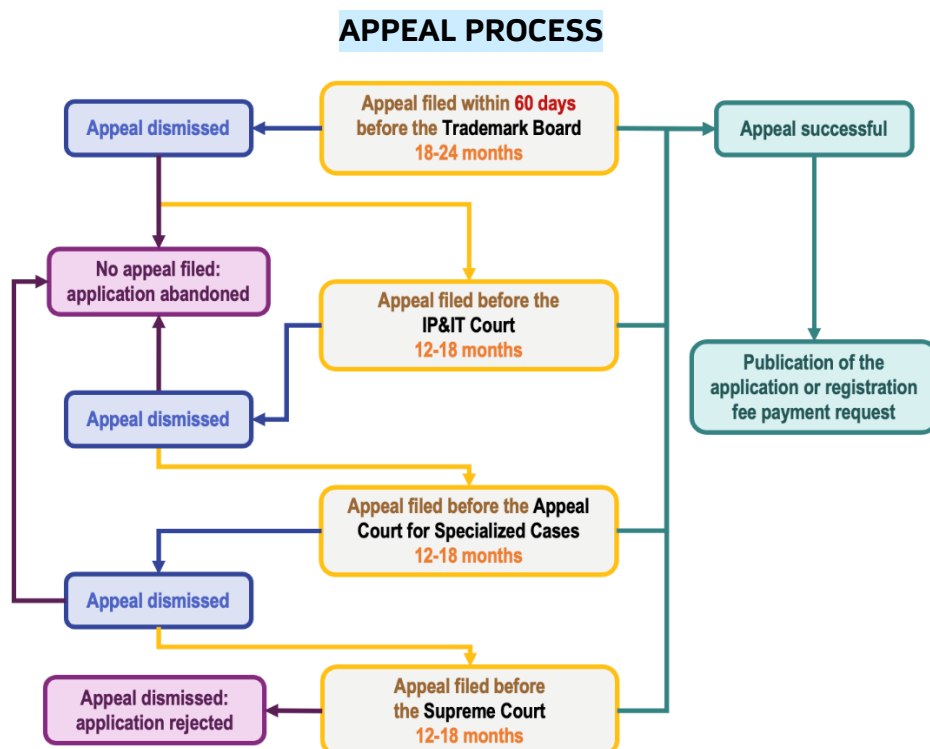 APPEAL PROCESS
Appeal dismissed
Appeal filed within 60 days
before the Trademark Board
18-24 months
Appeal successful
No appeal filed:
application abandoned
Appeal filed before the
IP&IT Court
12-18 months
Publication of the
application or registration
fee payment request
Appeal dismissed
Appeal filed before the Appeal
Court for Specialized Cases
12-18 months
Appeal dismissed
Appeal filed before
the Supreme Court
12-18 months
Appeal dismissed:
application rejected